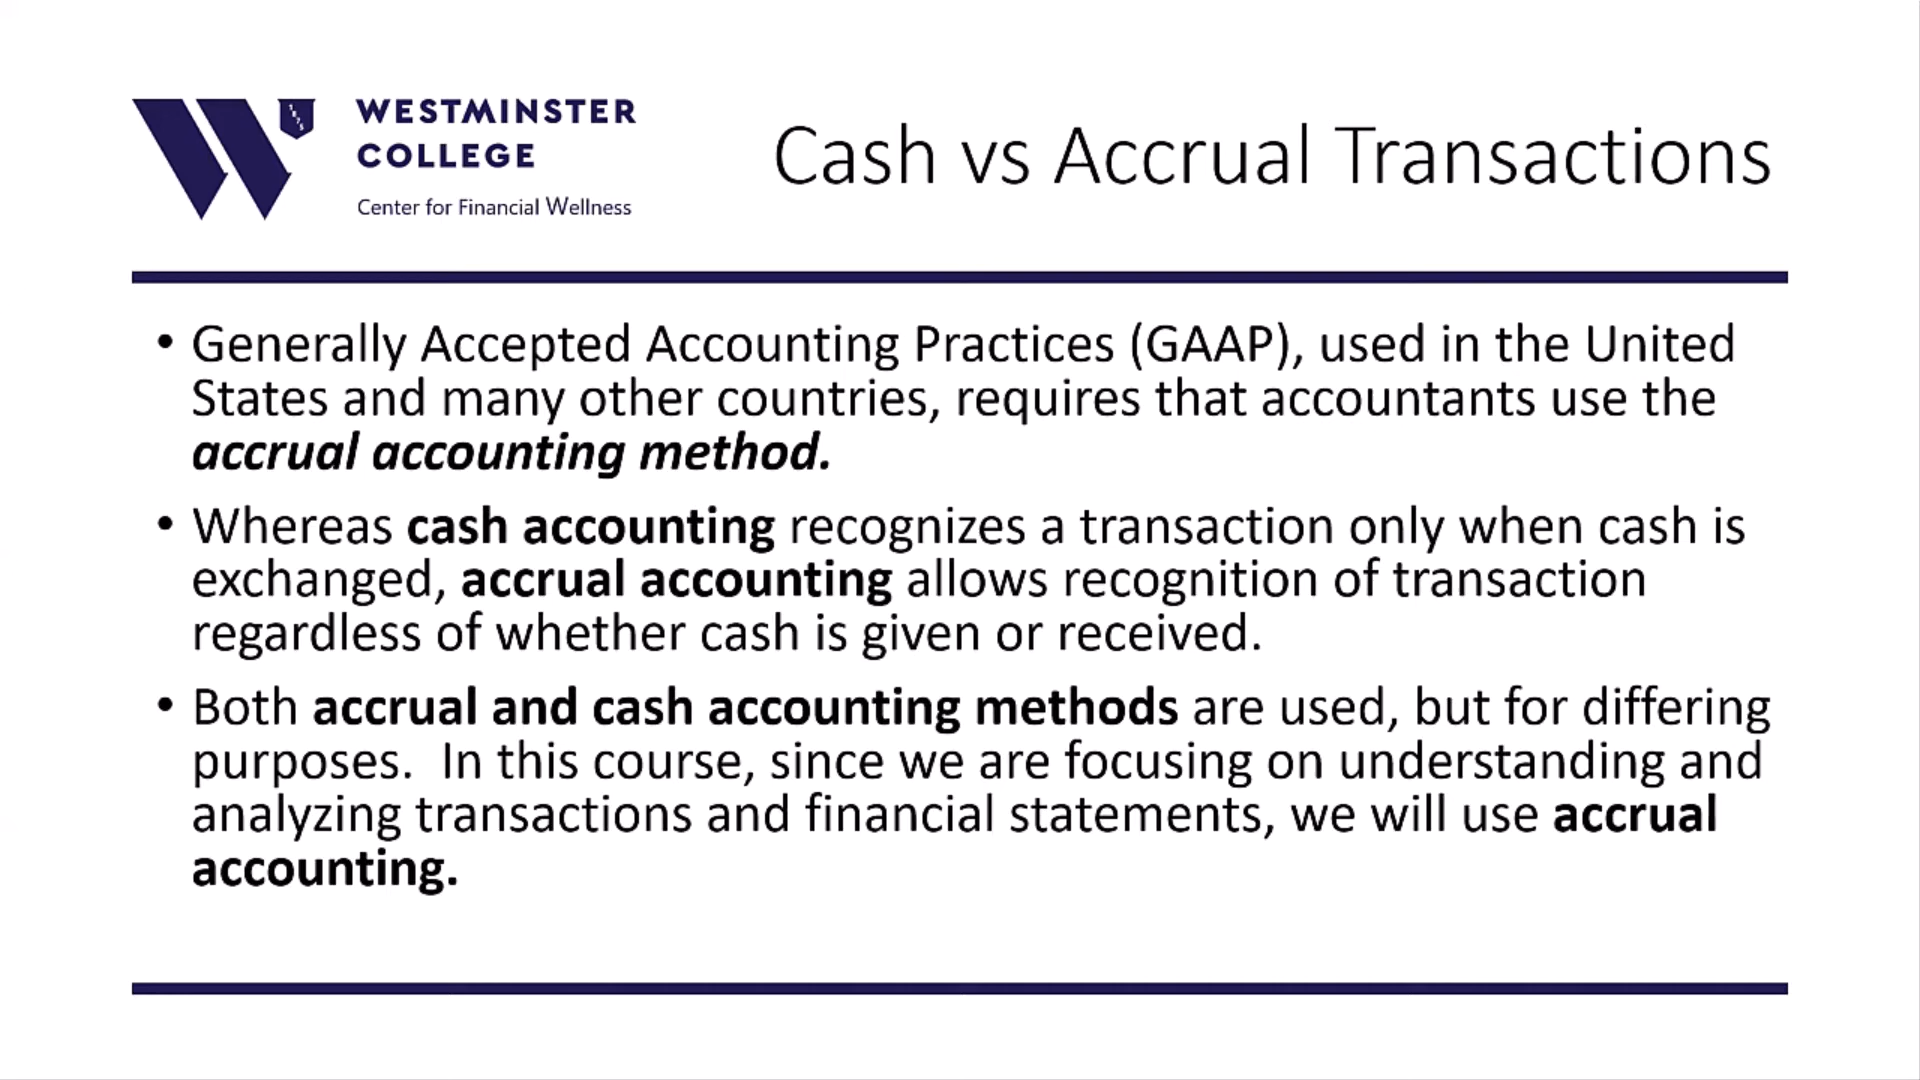 WESTMINSTER
COLLEGE
Center for Financial Wellness
1875
Cash vs Accrual Transactions
• Generally Accepted Accounting Practices (GAAP), used in the United
States and many other countries, requires that accountants use the
accrual accounting method.
• Whereas cash accounting recognizes a transaction only when cash is
exchanged, accrual accounting allows recognition of transaction
regardless of whether cash is given or received.
• Both accrual and cash accounting methods are used, but for differing
purposes.  In this course, since we are focusing on understanding and
analyzing transactions and financial statements, we will use accrual
accounting.